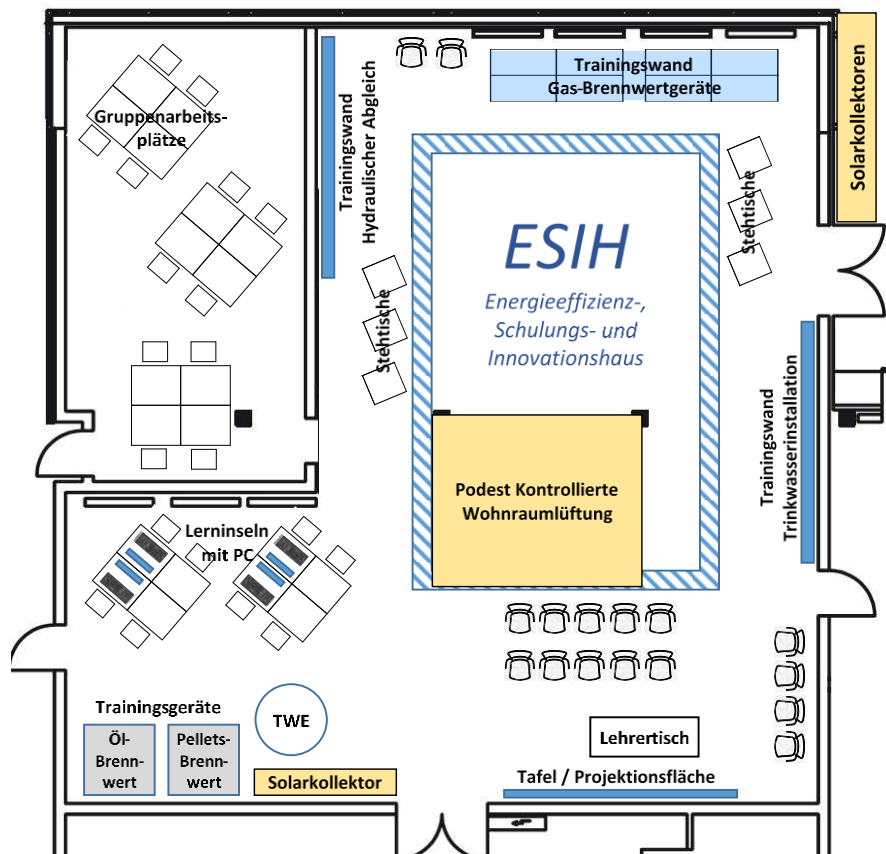 Trainingswand
Gas-Brennwertgeräte
Solarkollektoren
Gruppenarbeits-
plätze
Trainingswand
Hydraulischer Abgleich
Stehtische
ESIH
Energieeffizienz-,
Schulungs- und
Innovationshaus
Stehtische
Trainingswand
Trinkwasserinstallation
Podest Kontrollierte
Wohnraumlüftung
Lerninseln
mit PC
Trainingsgeräte
Öl-
Brenn-
wert
Pellets-
Brenn-
wert
TWE
Solarkollektor
Lehrertisch
Tafel / Projektionsfläche